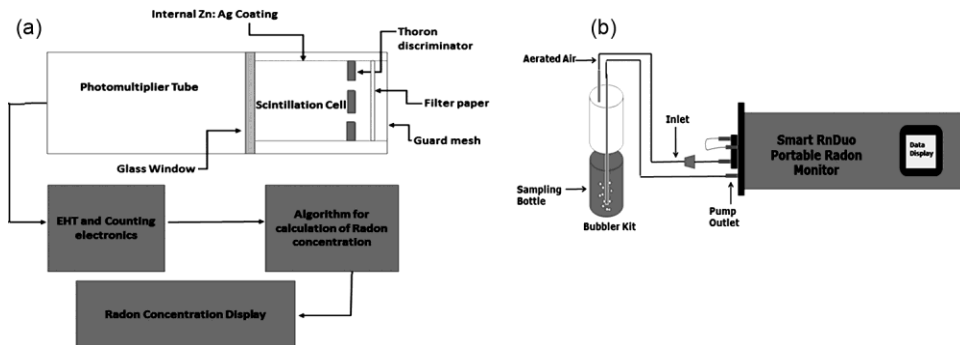 (a)
Internal Zn: Ag Coating
Thoron
discriminator
Photomultiplier Tube
Scintillation Cell
Filter paper
Guard mesh
Glass Window
EHT and Counting
electronics
Algorithm for
calculation of Radon
concentration
Radon Concentration Display
(b)
Aerated Air
Inlet
Smart RnDuo
Portable Radon
Monitor
Data
Display
Sampling
Bottle
Bubbler Kit
Pump
Outlet